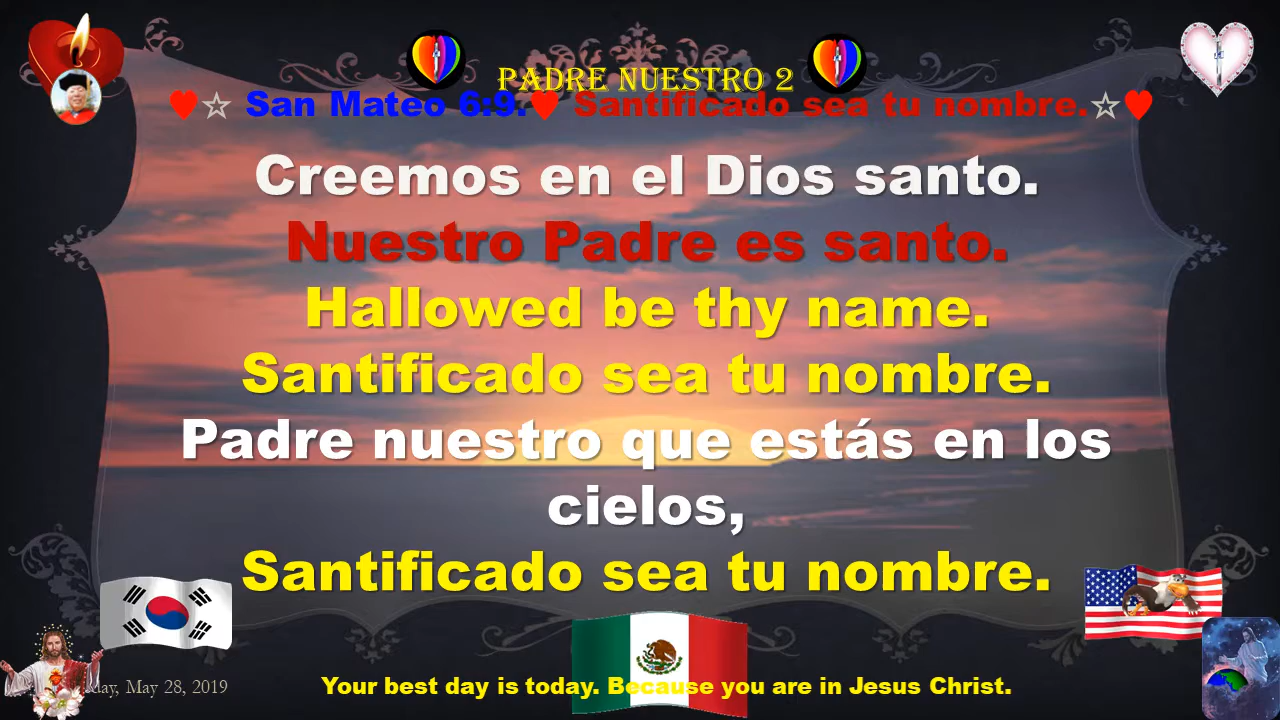 PADRE NUESTRO 2
♥☆ San Mateo 6:9.♥ Santificado sea tu nombre.☆♥
Creemos en el Dios santo.
Nuestro Padre es santo.
Hallowed be thy name.
Santificado sea tu nombre.
Padre nuestro que estás en los
cielos,
Santificado sea tu nombre.
May 28, 2019
Your best day is today. Because you are in Jesus Christ.